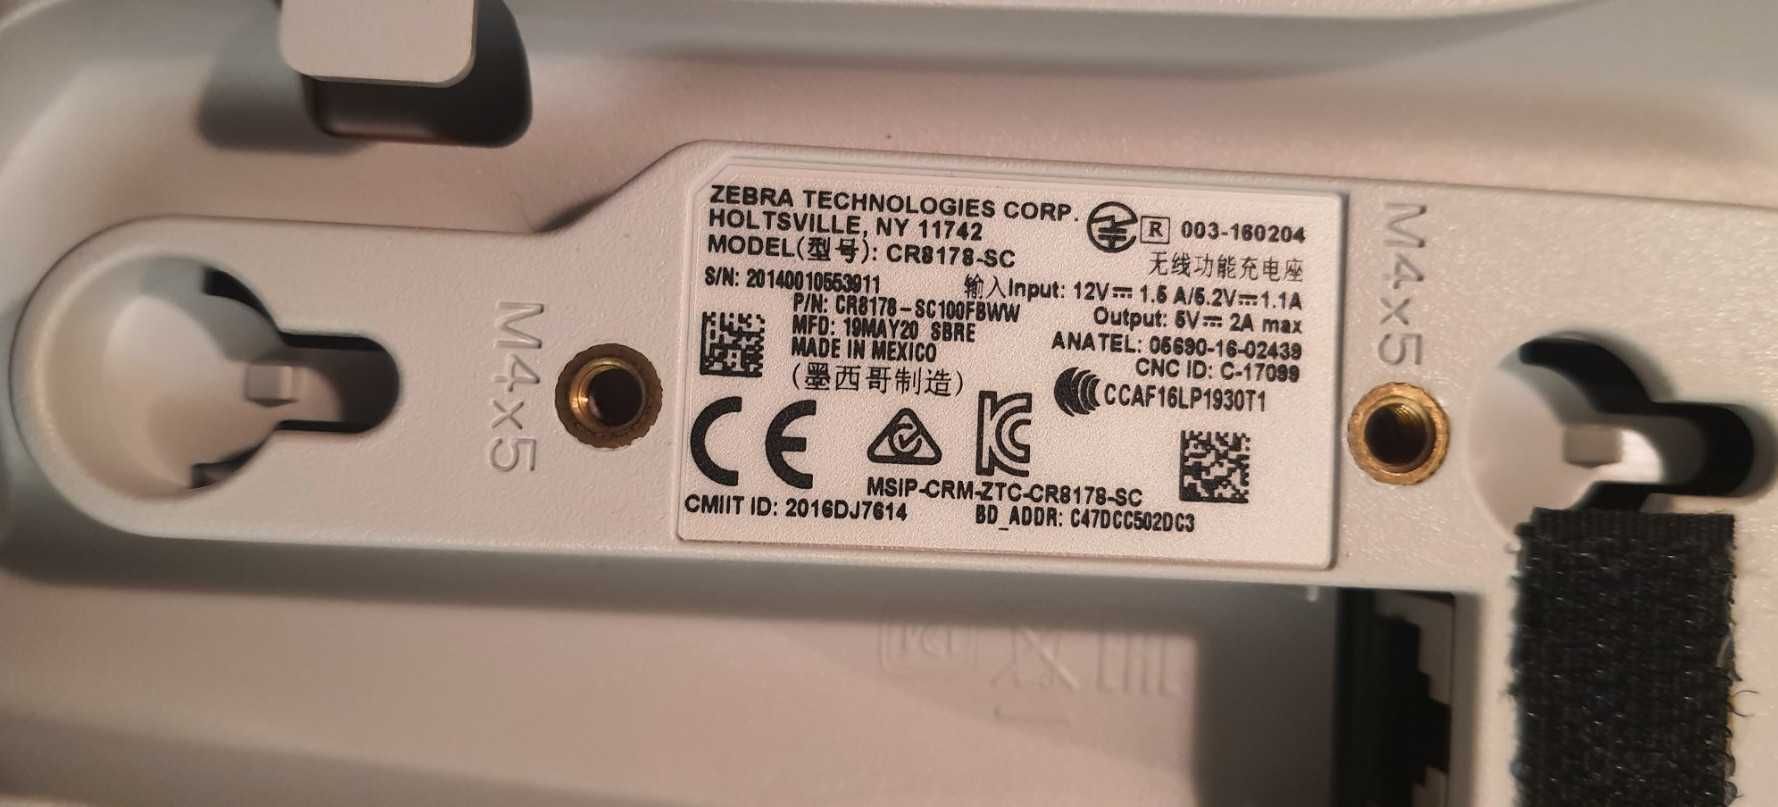 ZEBRA TECHNOLOGIES CORP.
HOLTSVILLE, NY 11742
MODEL(型号): CR8178-SC
R 003-160204
无线功能充电座
S/N: 20140010553911
输入Input: 12V⎓ 1.5 A/5.2V⎓1.1A
P/N: CR8178-SC100FBWW
Output: 5V⎓ 2A max
MFD: 19MAY20 SBRE
ANATEL: 05690-16-02439
MADE IN MEXICO
CNC ID: C-17099
(墨西哥制造)
CCAF16LP1930T1
CE
MSIP-CRM-ZTC-CR8178-SC
CMIIT ID: 2016DJ7614
BD_ADDR: C47DCC502DC3
M4x5
M4x5